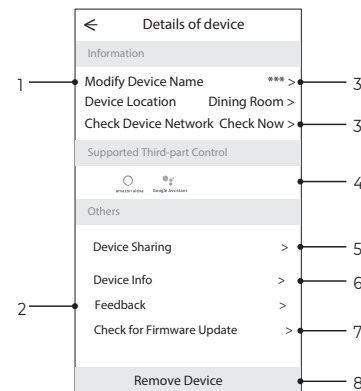 Details of device
Information
1 Modify Device Name *** > 3
Device Location Dining Room >
Check Device Network Check Now > 3
Supported Third-part Control
4
amazon alexa Google Assistant
Others
Device Sharing > 5
Device Info > 6
2 Feedback >
Check for Firmware Update > 7
Remove Device 8